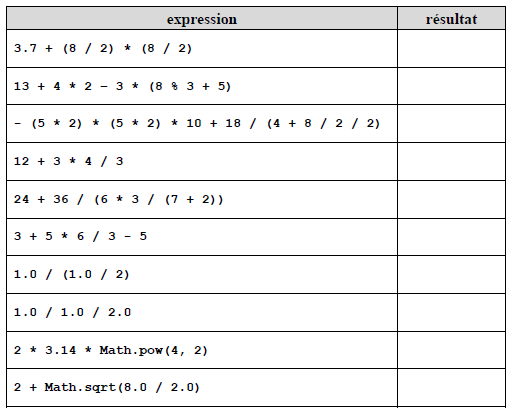 expression résultat
3.7 + (8 / 2) * (8 / 2)
13 + 4 * 2 – 3 * (8 % 3 + 5)
- (5 * 2) * (5 * 2) * 10 + 18 / (4 + 8 / 2 / 2)
12 + 3 * 4 / 3
24 + 36 / (6 * 3 / (7 + 2))
3 + 5 * 6 / 3 - 5
1.0 / (1.0 / 2)
1.0 / 1.0 / 2.0
2 * 3.14 * Math.pow(4, 2)
2 + Math.sqrt(8.0 / 2.0)